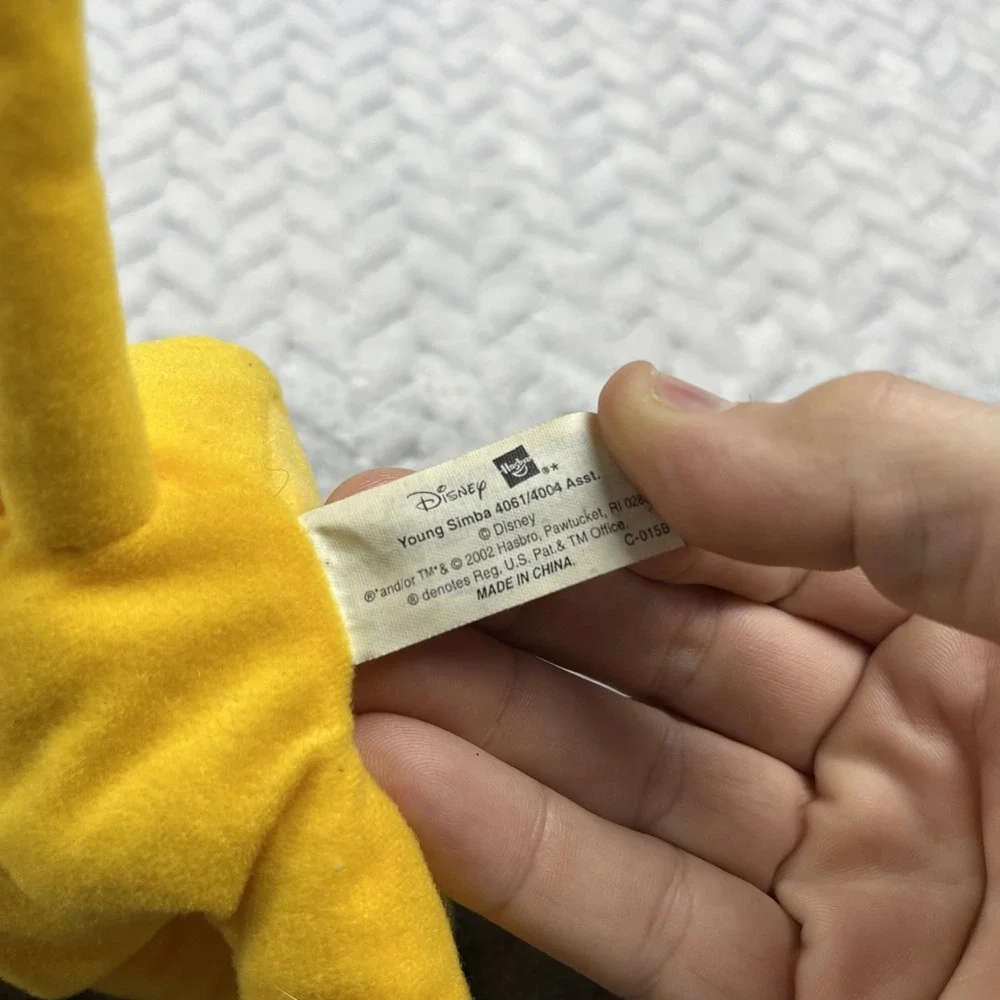 Disney Hasbro ®*
Young Simba 4061/4004 Asst.
© Disney
®* and/or TM* & © 2002 Hasbro, Pawtucket, RI 028
® denotes Reg. U.S. Pat.& TM Office.
C-015B
MADE IN CHINA.